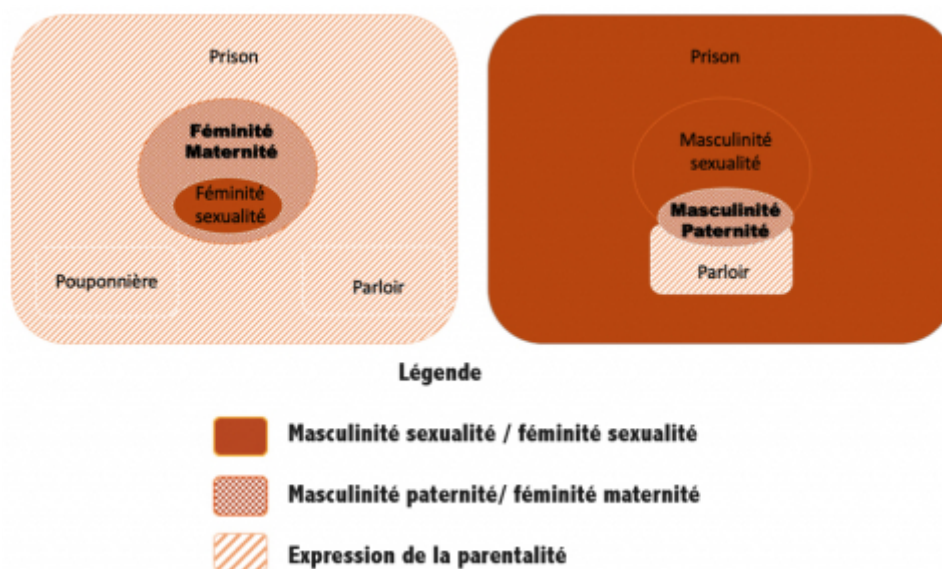 Prison
Féminité
Maternité
Féminité
sexualité
Pouponnière
Parloir
Prison
Masculinité
sexualité
Masculinité
Paternité
Parloir
Légende
Masculinité sexualité / féminité sexualité
Masculinité paternité/ féminité maternité
Expression de la parentalité